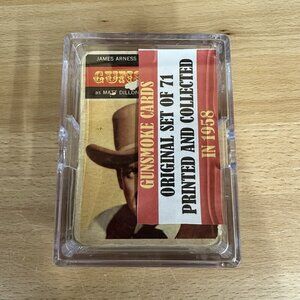 JAMES ARNESS
GUNS
as MATT DILLON
GUNSMOKE CARDS
ORIGINAL SET OF 71
PRINTED AND COLLECTED
IN 1958